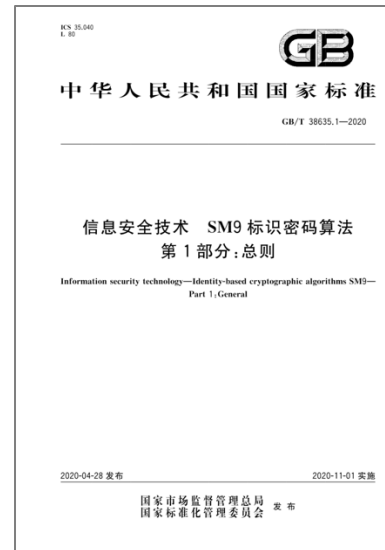 ICS 35.040
L 80
GB
中华人民共和国国家标准
GB/T 38635.1—2020
信息安全技术 SM9标识密码算法
第1部分:总则
Information security technology—Identity-based cryptographic algorithms SM9—
Part 1:General
2020-04-28 发布
2020-11-01 实施
国家市场监督管理总局
国家标准化管理委员会
发布